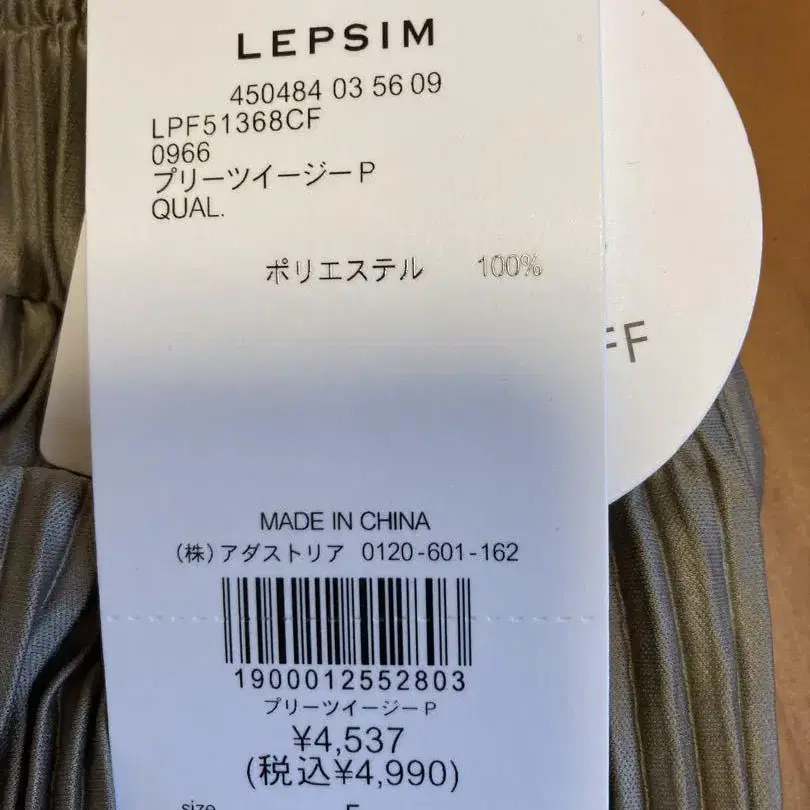 LEPSIM
450484 03 56 09
LPF51368CF
0966
プリーツイージーP
QUAL.
ポリエステル 100%
FF
MADE IN CHINA
(株)アダストリア 0120-601-162
1900012552803
プリーツイージーP
¥4,537
(税込¥4,990)
size